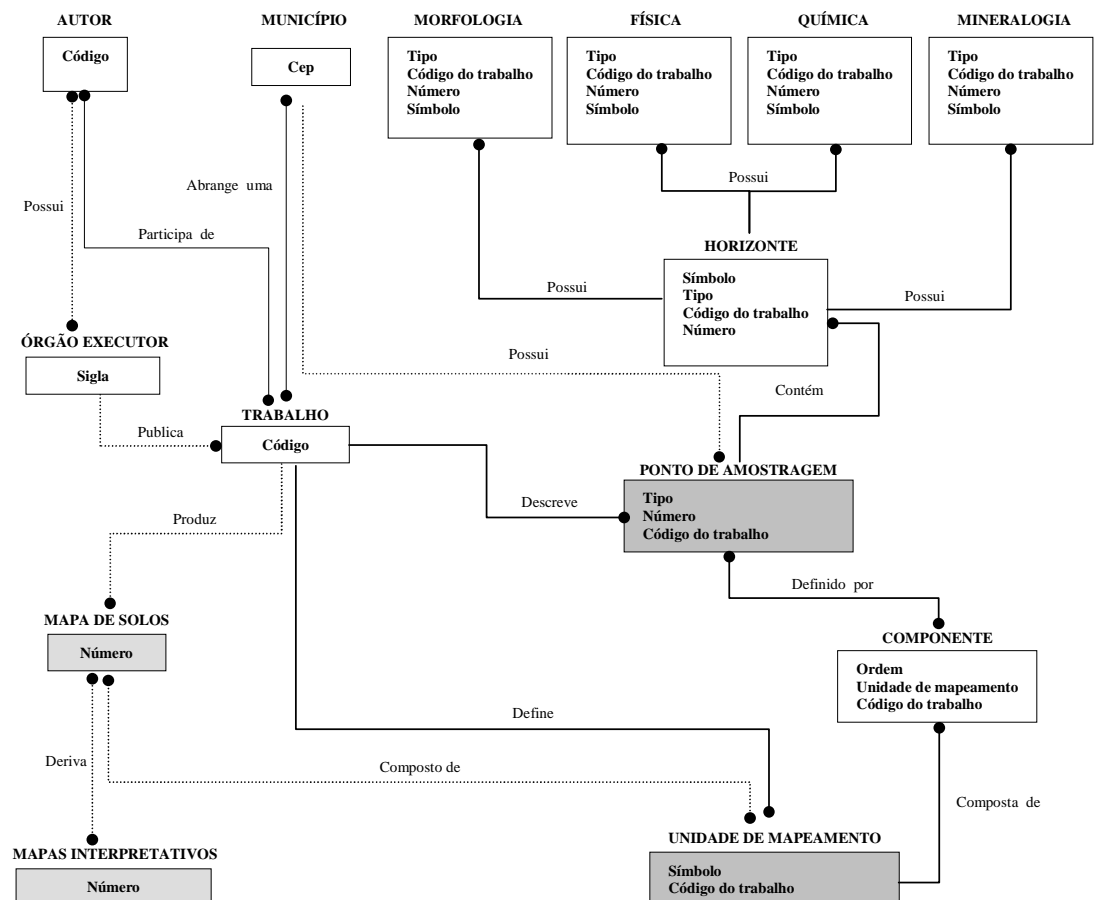 AUTOR
MUNICÍPIO
MORFOLOGIA
FÍSICA
QUÍMICA
MINERALOGIA
Código
Cep
Tipo
Código do trabalho
Número
Símbolo
Tipo
Código do trabalho
Número
Símbolo
Tipo
Código do trabalho
Número
Símbolo
Tipo
Código do trabalho
Número
Símbolo
Possui
Abrange uma
Participa de
Possui
HORIZONTE
Símbolo
Tipo
Código do trabalho
Número
Possui
Possui
ÓRGÃO EXECUTOR
Sigla
Possui
Contém
Publica
TRABALHO
Código
PONTO DE AMOSTRAGEM
Tipo
Número
Código do trabalho
Descreve
Produz
Definido por
MAPA DE SOLOS
Número
COMPONENTE
Ordem
Unidade de mapeamento
Código do trabalho
Define
Deriva
Composto de
Composta de
MAPAS INTERPRETATIVOS
Número
UNIDADE DE MAPEAMENTO
Símbolo
Código do trabalho